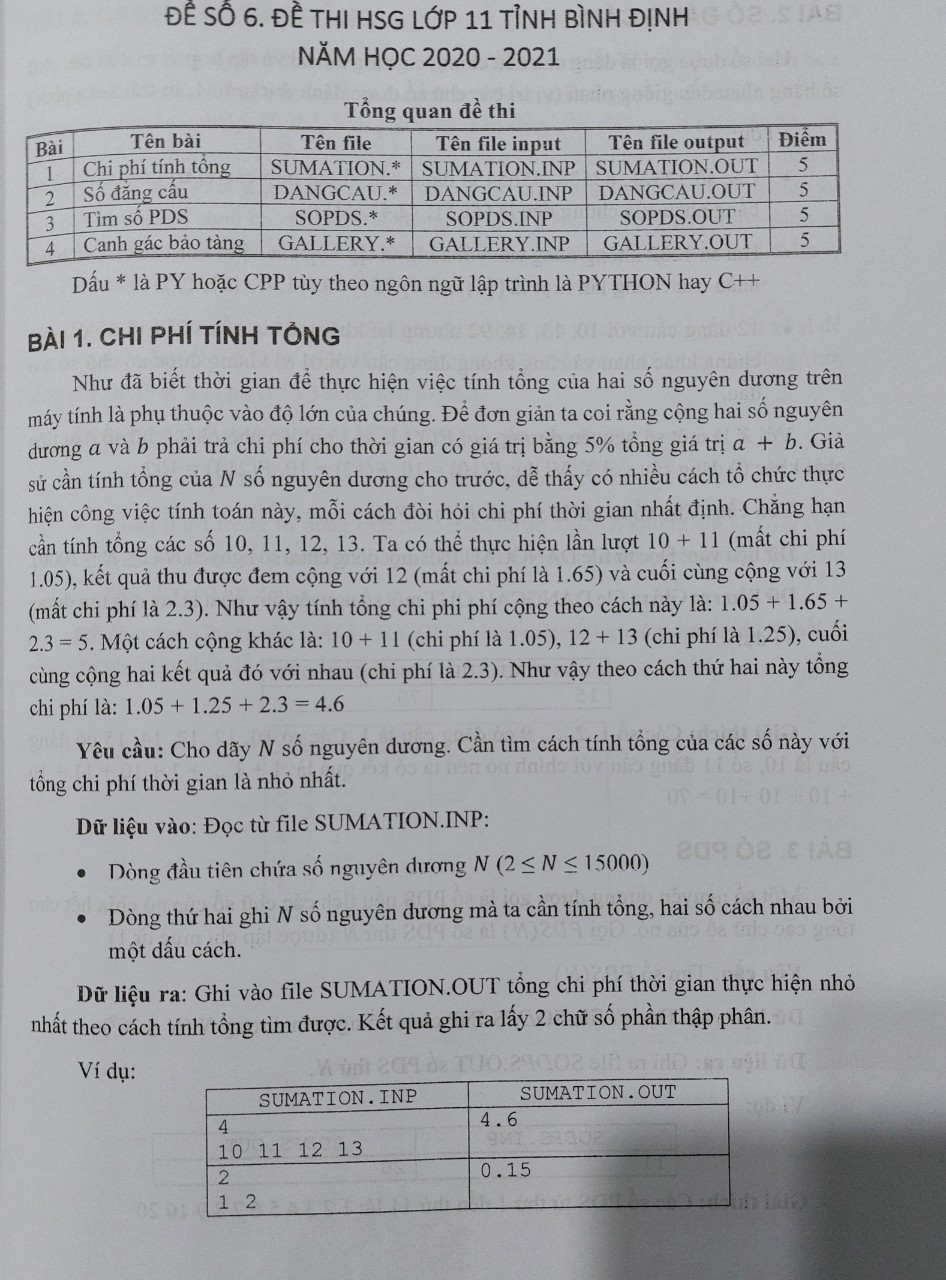 ĐỀ SỐ 6. ĐỀ THI HSG LỚP 11 TỈNH BÌNH ĐỊNH
NĂM HỌC 2020 - 2021
Tổng quan đề thi
Bài Tên bài Tên file Tên file input Tên file output Điểm
1 Chi phí tính tổng SUMATION.* SUMATION.INP SUMATION.OUT 5
2 Số đẳng cấu DANGCAU.* DANGCAU.INP DANGCAU.OUT 5
3 Tìm số PDS SOPDS.* SOPDS.INP SOPDS.OUT 5
4 Canh gác bảo tàng GALLERY.* GALLERY.INP GALLERY.OUT 5
Dấu * là PY hoặc CPP tùy theo ngôn ngữ lập trình là PYTHON hay C++
BÀI 1. CHI PHÍ TÍNH TỔNG
Như đã biết thời gian để thực hiện việc tính tổng của hai số nguyên dương trên
máy tính là phụ thuộc vào độ lớn của chúng. Để đơn giản ta coi rằng cộng hai số nguyên
dương a và b phải trả chi phí cho thời gian có giá trị bằng 5% tổng giá trị a + b. Giả
sử cần tính tổng của N số nguyên dương cho trước, dễ thấy có nhiều cách tổ chức thực
hiện công việc tính toán này, mỗi cách đòi hỏi chi phí thời gian nhất định. Chẳng hạn
cần tính tổng các số 10, 11, 12, 13. Ta có thể thực hiện lần lượt 10 + 11 (mất chi phí
1.05), kết quả thu được đem cộng với 12 (mất chi phí là 1.65) và cuối cùng cộng với 13
(mất chi phí là 2.3). Như vậy tính tổng chi phi phí cộng theo cách này là: 1.05 + 1.65 +
2.3 = 5. Một cách cộng khác là: 10 + 11 (chi phí là 1.05), 12 + 13 (chi phí là 1.25), cuối
cùng cộng hai kết quả đó với nhau (chi phí là 2.3). Như vậy theo cách thứ hai này tổng
chi phí là: 1.05 + 1.25 + 2.3 = 4.6
Yêu cầu: Cho dãy N số nguyên dương. Cần tìm cách tính tổng của các số này với
tổng chi phí thời gian là nhỏ nhất.
Dữ liệu vào: Đọc từ file SUMATION.INP:
• Dòng đầu tiên chứa số nguyên dương N (2 ≤ N ≤ 15000)
• Dòng thứ hai ghi N số nguyên dương mà ta cần tính tổng, hai số cách nhau bởi
một dấu cách.
Dữ liệu ra: Ghi vào file SUMATION.OUT tổng chi phí thời gian thực hiện nhỏ
nhất theo cách tính tổng tìm được. Kết quả ghi ra lấy 2 chữ số phần thập phân.
Ví dụ:
SUMATION.INP SUMATION.OUT
4 4.6
10 11 12 13
2 0.15
1 2